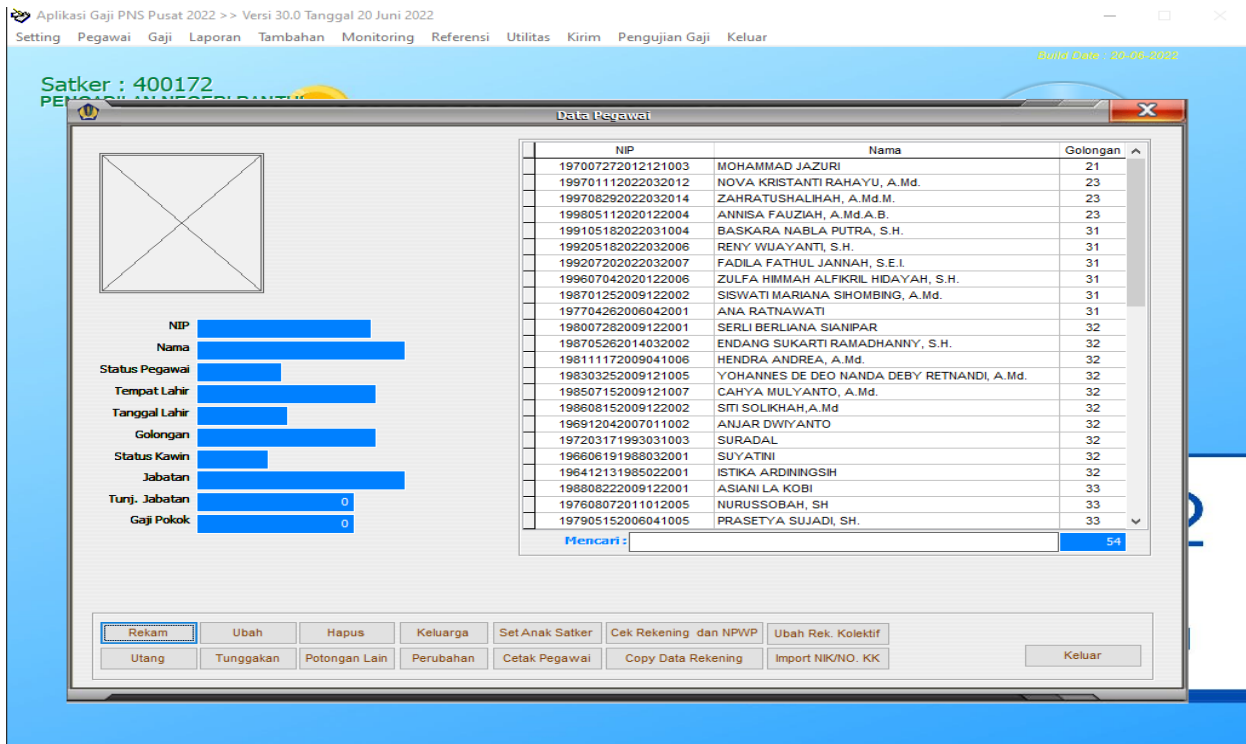 Aplikasi Gaji PNS Pusat 2022 >> Versi 30.0 Tanggal 20 Juni 2022
Setting Pegawai Gaji Laporan Tambahan Monitoring Referensi Utilitas Kirim Pengujian Gaji Keluar
Build Date : 20-06-2022
Satker : 400172
Data Pegawai
NIP Nama Golongan
197007272012121003 MOHAMMAD JAZURI 21
199701112022032012 NOVA KRISTANTI RAHAYU, A.Md. 23
199708292022032014 ZAHRATUSHALIHAH, A.Md.M. 23
199805112020122004 ANNISA FAUZIAH, A.Md.A.B. 23
199105182022031004 BASKARA NABLA PUTRA, S.H. 31
199205182022032006 RENY WIJAYANTI, S.H. 31
199207202022032007 FADILA FATHUL JANNAH, S.E.I. 31
199607042020122006 ZULFA HIMMAH ALFIKRIL HIDAYAH, S.H. 31
198701252009122002 SISWATI MARIANA SIHOMBING, A.Md. 31
197704262006042001 ANA RATNAWATI 31
198007282009122001 SERLI BERLIANA SIANIPAR 32
198705262014032002 ENDANG SUKARTI RAMADHANNY, S.H. 32
198111172009041006 HENDRA ANDREA, A.Md. 32
198303252009121005 YOHANNES DE DEO NANDA DEBY RETNANDI, A.Md. 32
198507152009121007 CAHYA MULYANTO, A.Md. 32
198608152009122002 SITI SOLIKHAH,A.Md 32
196912042007011002 ANJAR DWIYANTO 32
197203171993031003 SURADAL 32
196606191988032001 SUYATINI 32
196412131985022001 ISTIKA ARDININGSIH 32
198808222009122001 ASIANI LA KOBI 33
197608072011012005 NURUSSOBAH, SH 33
197905152006041005 PRASETYA SUJADI, SH. 33
Mencari : 54
NIP
Nama
Status Pegawai
Tempat Lahir
Tanggal Lahir
Golongan
Status Kawin
Jabatan
Tunj. Jabatan 0
Gaji Pokok 0
Rekam Ubah Hapus Keluarga Set Anak Satker Cek Rekening dan NPWP Ubah Rek. Kolektif
Utang Tunggakan Potongan Lain Perubahan Cetak Pegawai Copy Data Rekening Import NIK/NO. KK Keluar